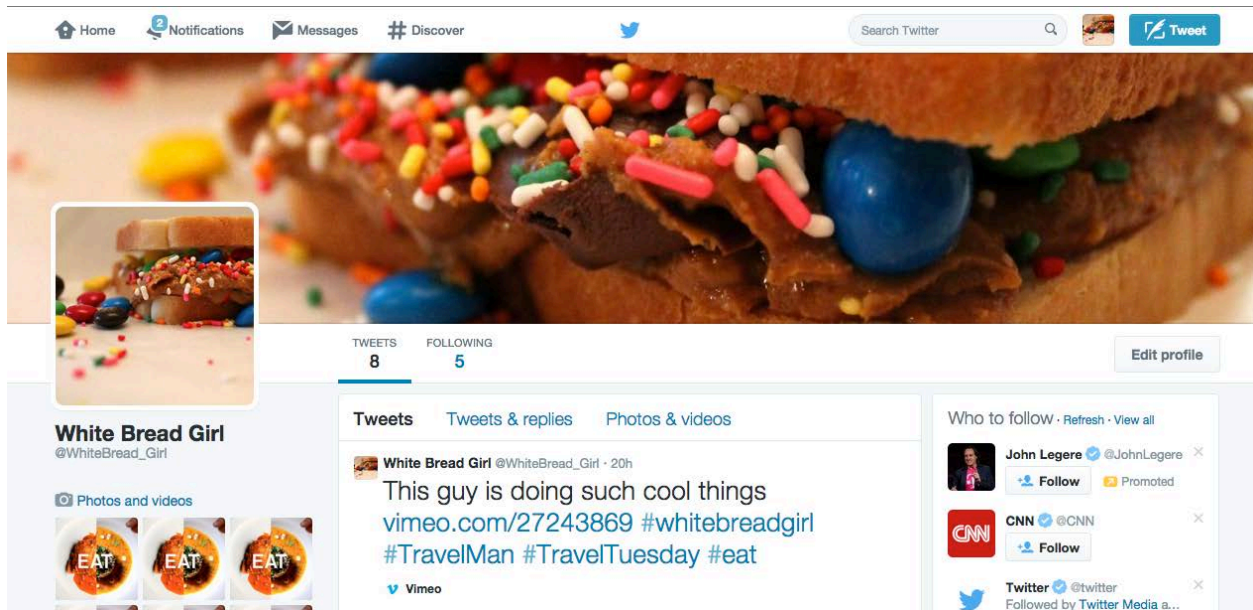 Home 2 Notifications Messages # Discover Search Twitter Tweet
TWEETS FOLLOWING
8 5
Edit profile
White Bread Girl
@WhiteBread_Girl
Photos and videos
EAT EAT EAT
Tweets Tweets & replies Photos & videos
White Bread Girl @WhiteBread_Girl · 20h
This guy is doing such cool things
vimeo.com/27243869 #whitebreadgirl
#TravelMan #TravelTuesday #eat
Vimeo
Who to follow · Refresh · View all
John Legere @JohnLegere
Follow Promoted
CNN CNN @CNN
Follow
Twitter @twitter
Followed by Twitter Media a...